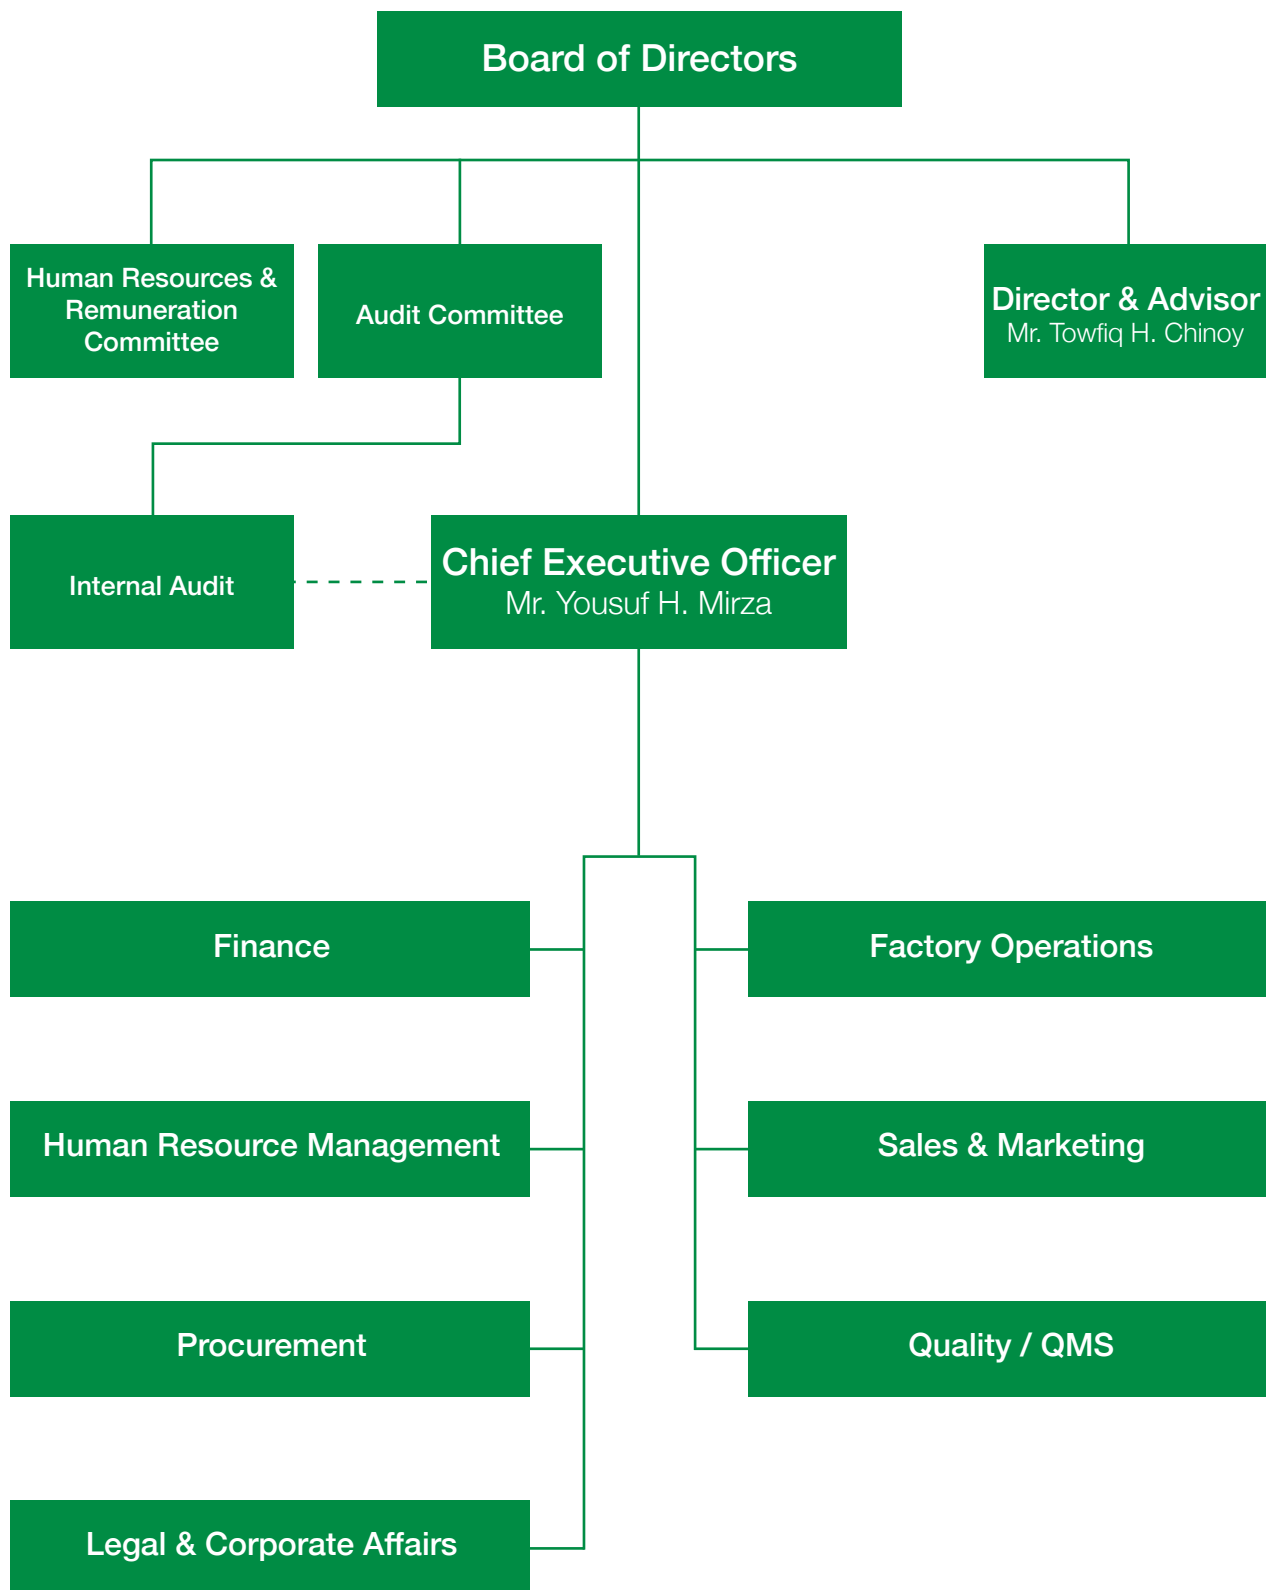 Board of Directors
Human Resources &
Remuneration
Committee
Audit Committee
Director & Advisor
Mr. Towfiq H. Chinoy
Internal Audit
Chief Executive Officer
Mr. Yousuf H. Mirza
Finance
Factory Operations
Human Resource Management
Sales & Marketing
Procurement
Quality / QMS
Legal & Corporate Affairs